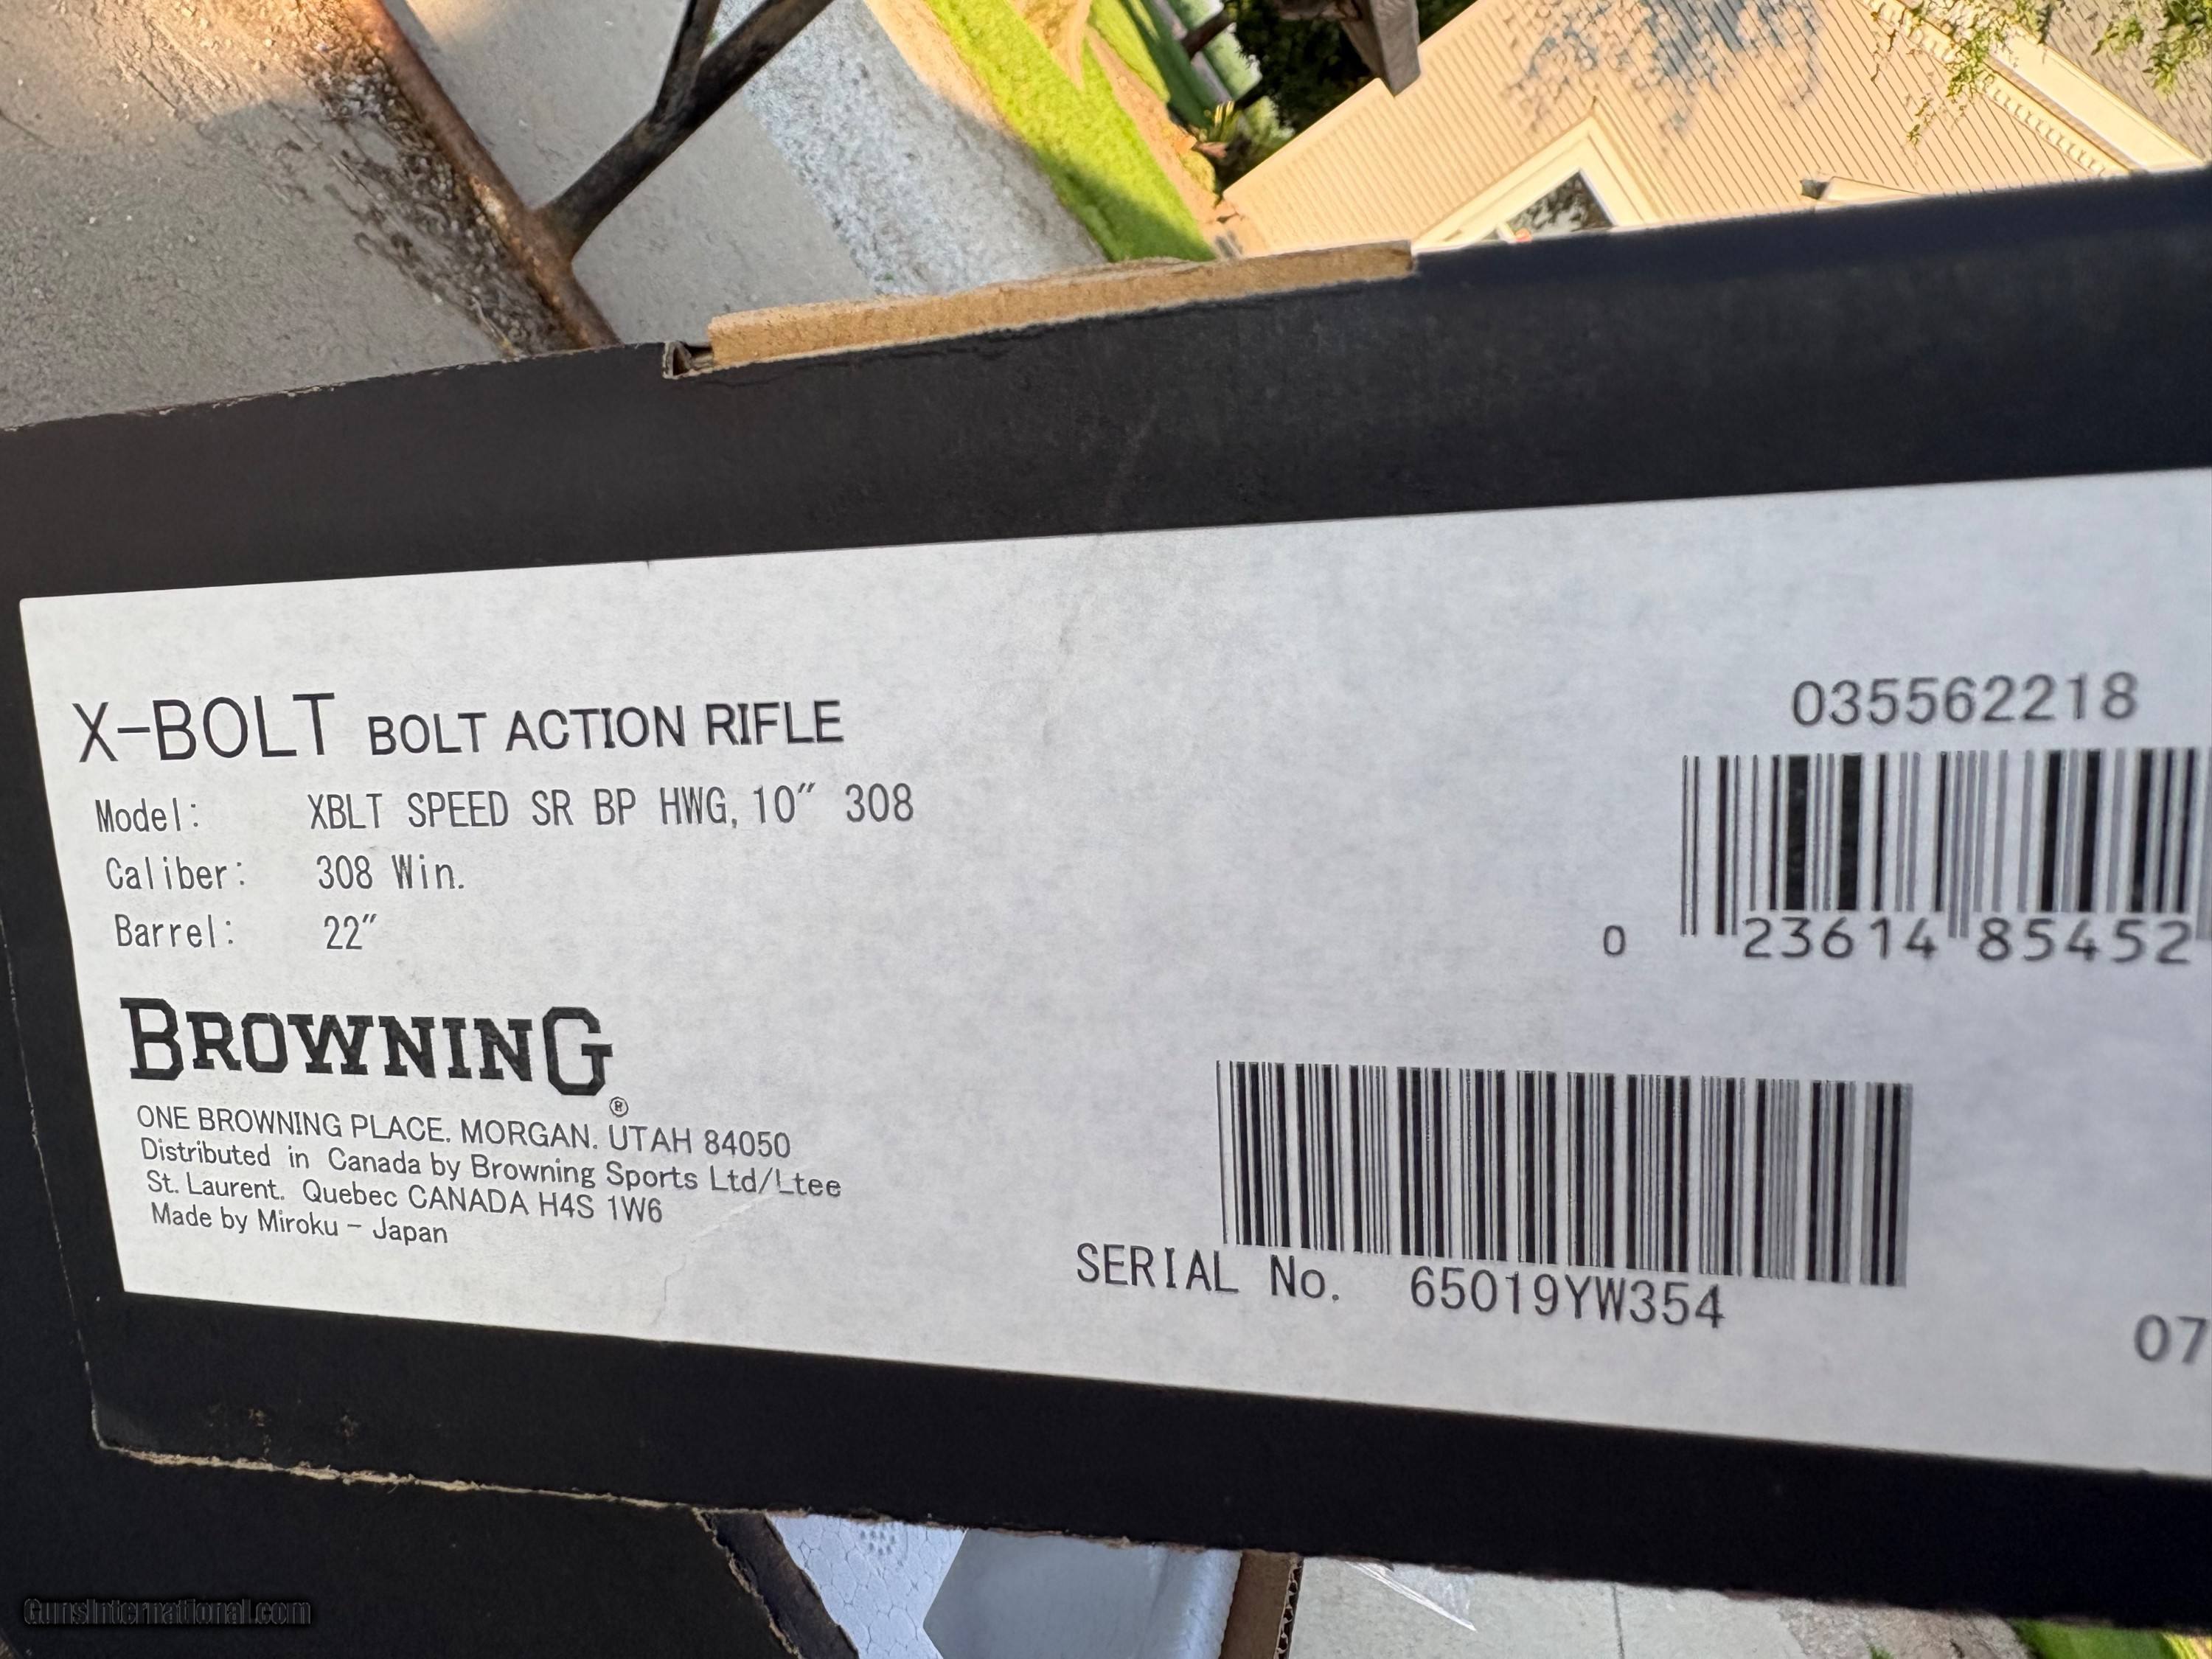 X-BOLT BOLT ACTION RIFLE
Model: XBLT SPEED SR BP HWG, 10" 308
Caliber: 308 Win.
Barrel: 22"
BROWNING®
ONE BROWNING PLACE. MORGAN. UTAH 84050
Distributed in Canada by Browning Sports Ltd/Ltee
St. Laurent. Quebec CANADA H4S 1W6
Made by Miroku - Japan
035562218
0 23614 85452
SERIAL No. 65019YW354
07
GunsInternational.com